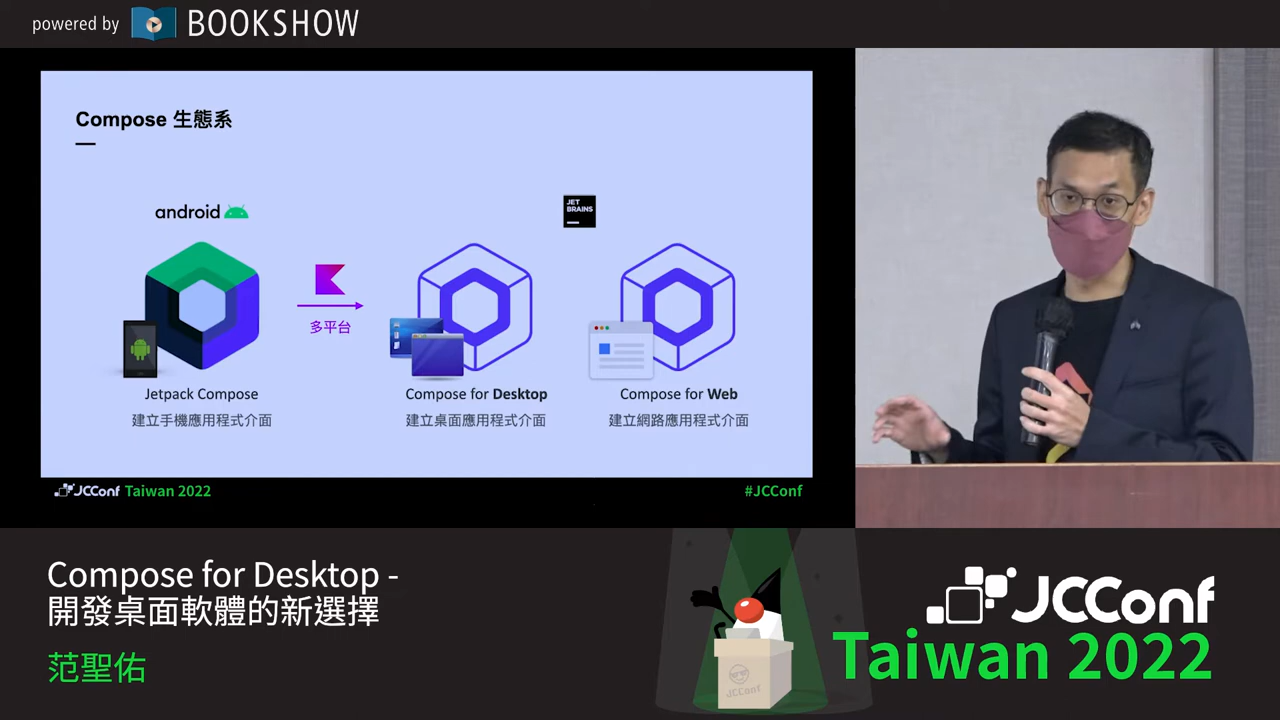 powered by BOOKSHOW
Compose 生態系
android
JET
BRAINS
多平台
Jetpack Compose
建立手機應用程式介面
Compose for Desktop
建立桌面應用程式介面
Compose for Web
建立網路應用程式介面
JCConf Taiwan 2022
#JCConf
Compose for Desktop -
開發桌面軟體的新選擇
范聖佑
JCConf
JCConf
Taiwan 2022